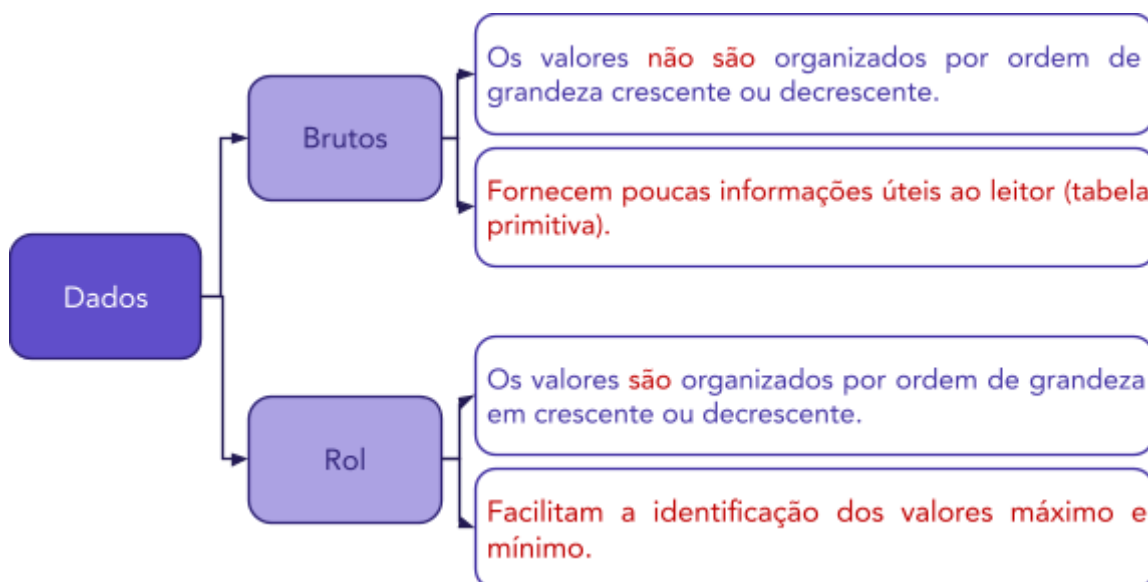 Os valores não são organizados por ordem de
grandeza crescente ou decrescente.
Brutos
Fornecem poucas informações úteis ao leitor (tabela
primitiva).
Dados
Os valores são organizados por ordem de grandeza
em crescente ou decrescente.
Rol
Facilitam a identificação dos valores máximo e
mínimo.